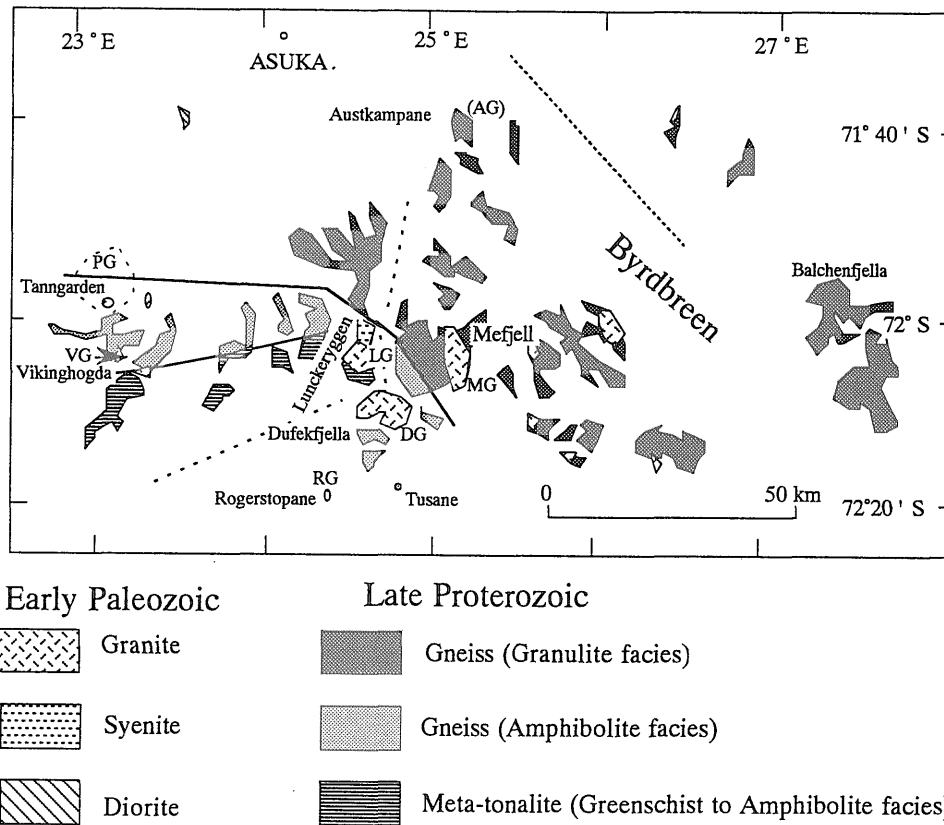 23°E
ASUKA.
25°E
27°E
Austkampane
(AG)
71° 40 ' S
PG
Byrdbreen
Balchenfjella
Tanngarden
72° S
Mefjell
VG
Vikinghogda
Lunckeryggen
LG
MG
Dufekfjella
DG
RG
Rogerstopane
Tusane
0
50 km
72°20 ' S
Early Paleozoic
Late Proterozoic
Granite
Gneiss (Granulite facies)
Syenite
Gneiss (Amphibolite facies)
Diorite
Meta-tonalite (Greenschist to Amphibolite facies)